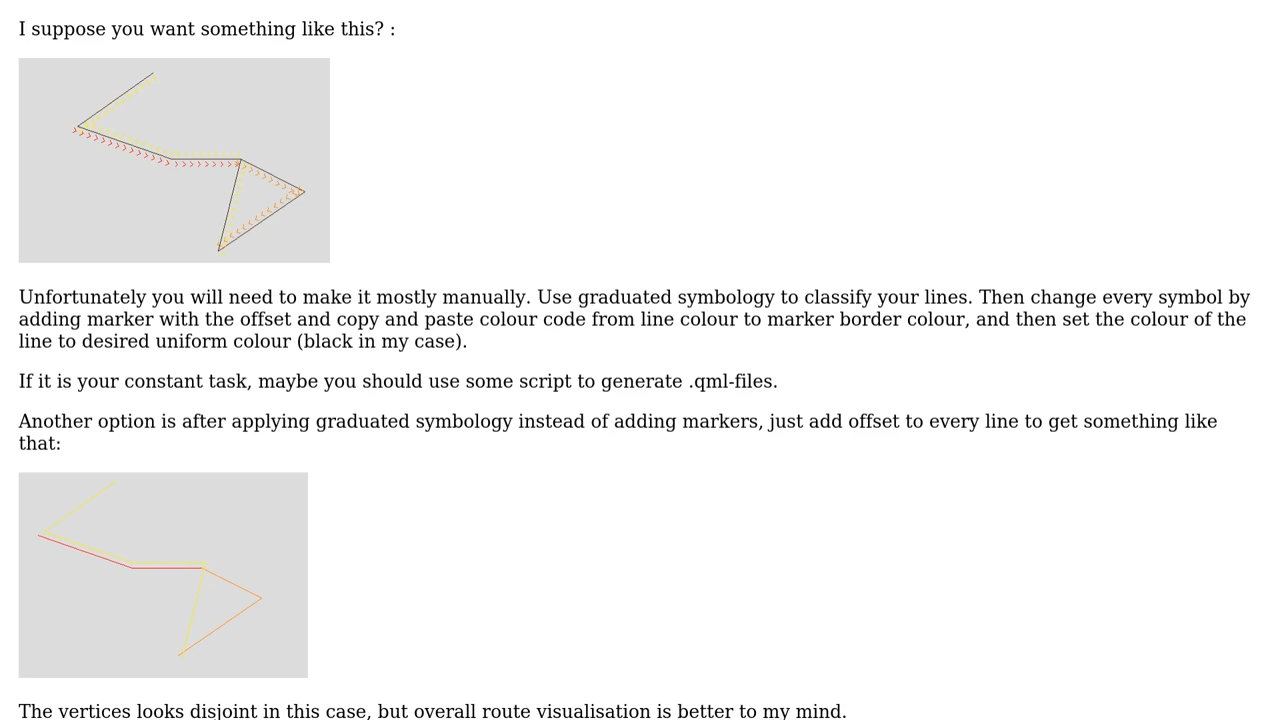 I suppose you want something like this? :
Unfortunately you will need to make it mostly manually. Use graduated symbology to classify your lines. Then change every symbol by
adding marker with the offset and copy and paste colour code from line colour to marker border colour, and then set the colour of the
line to desired uniform colour (black in my case).
If it is your constant task, maybe you should use some script to generate .qml-files.
Another option is after applying graduated symbology instead of adding markers, just add offset to every line to get something like
that:
The vertices looks disjoint in this case, but overall route visualisation is better to my mind.